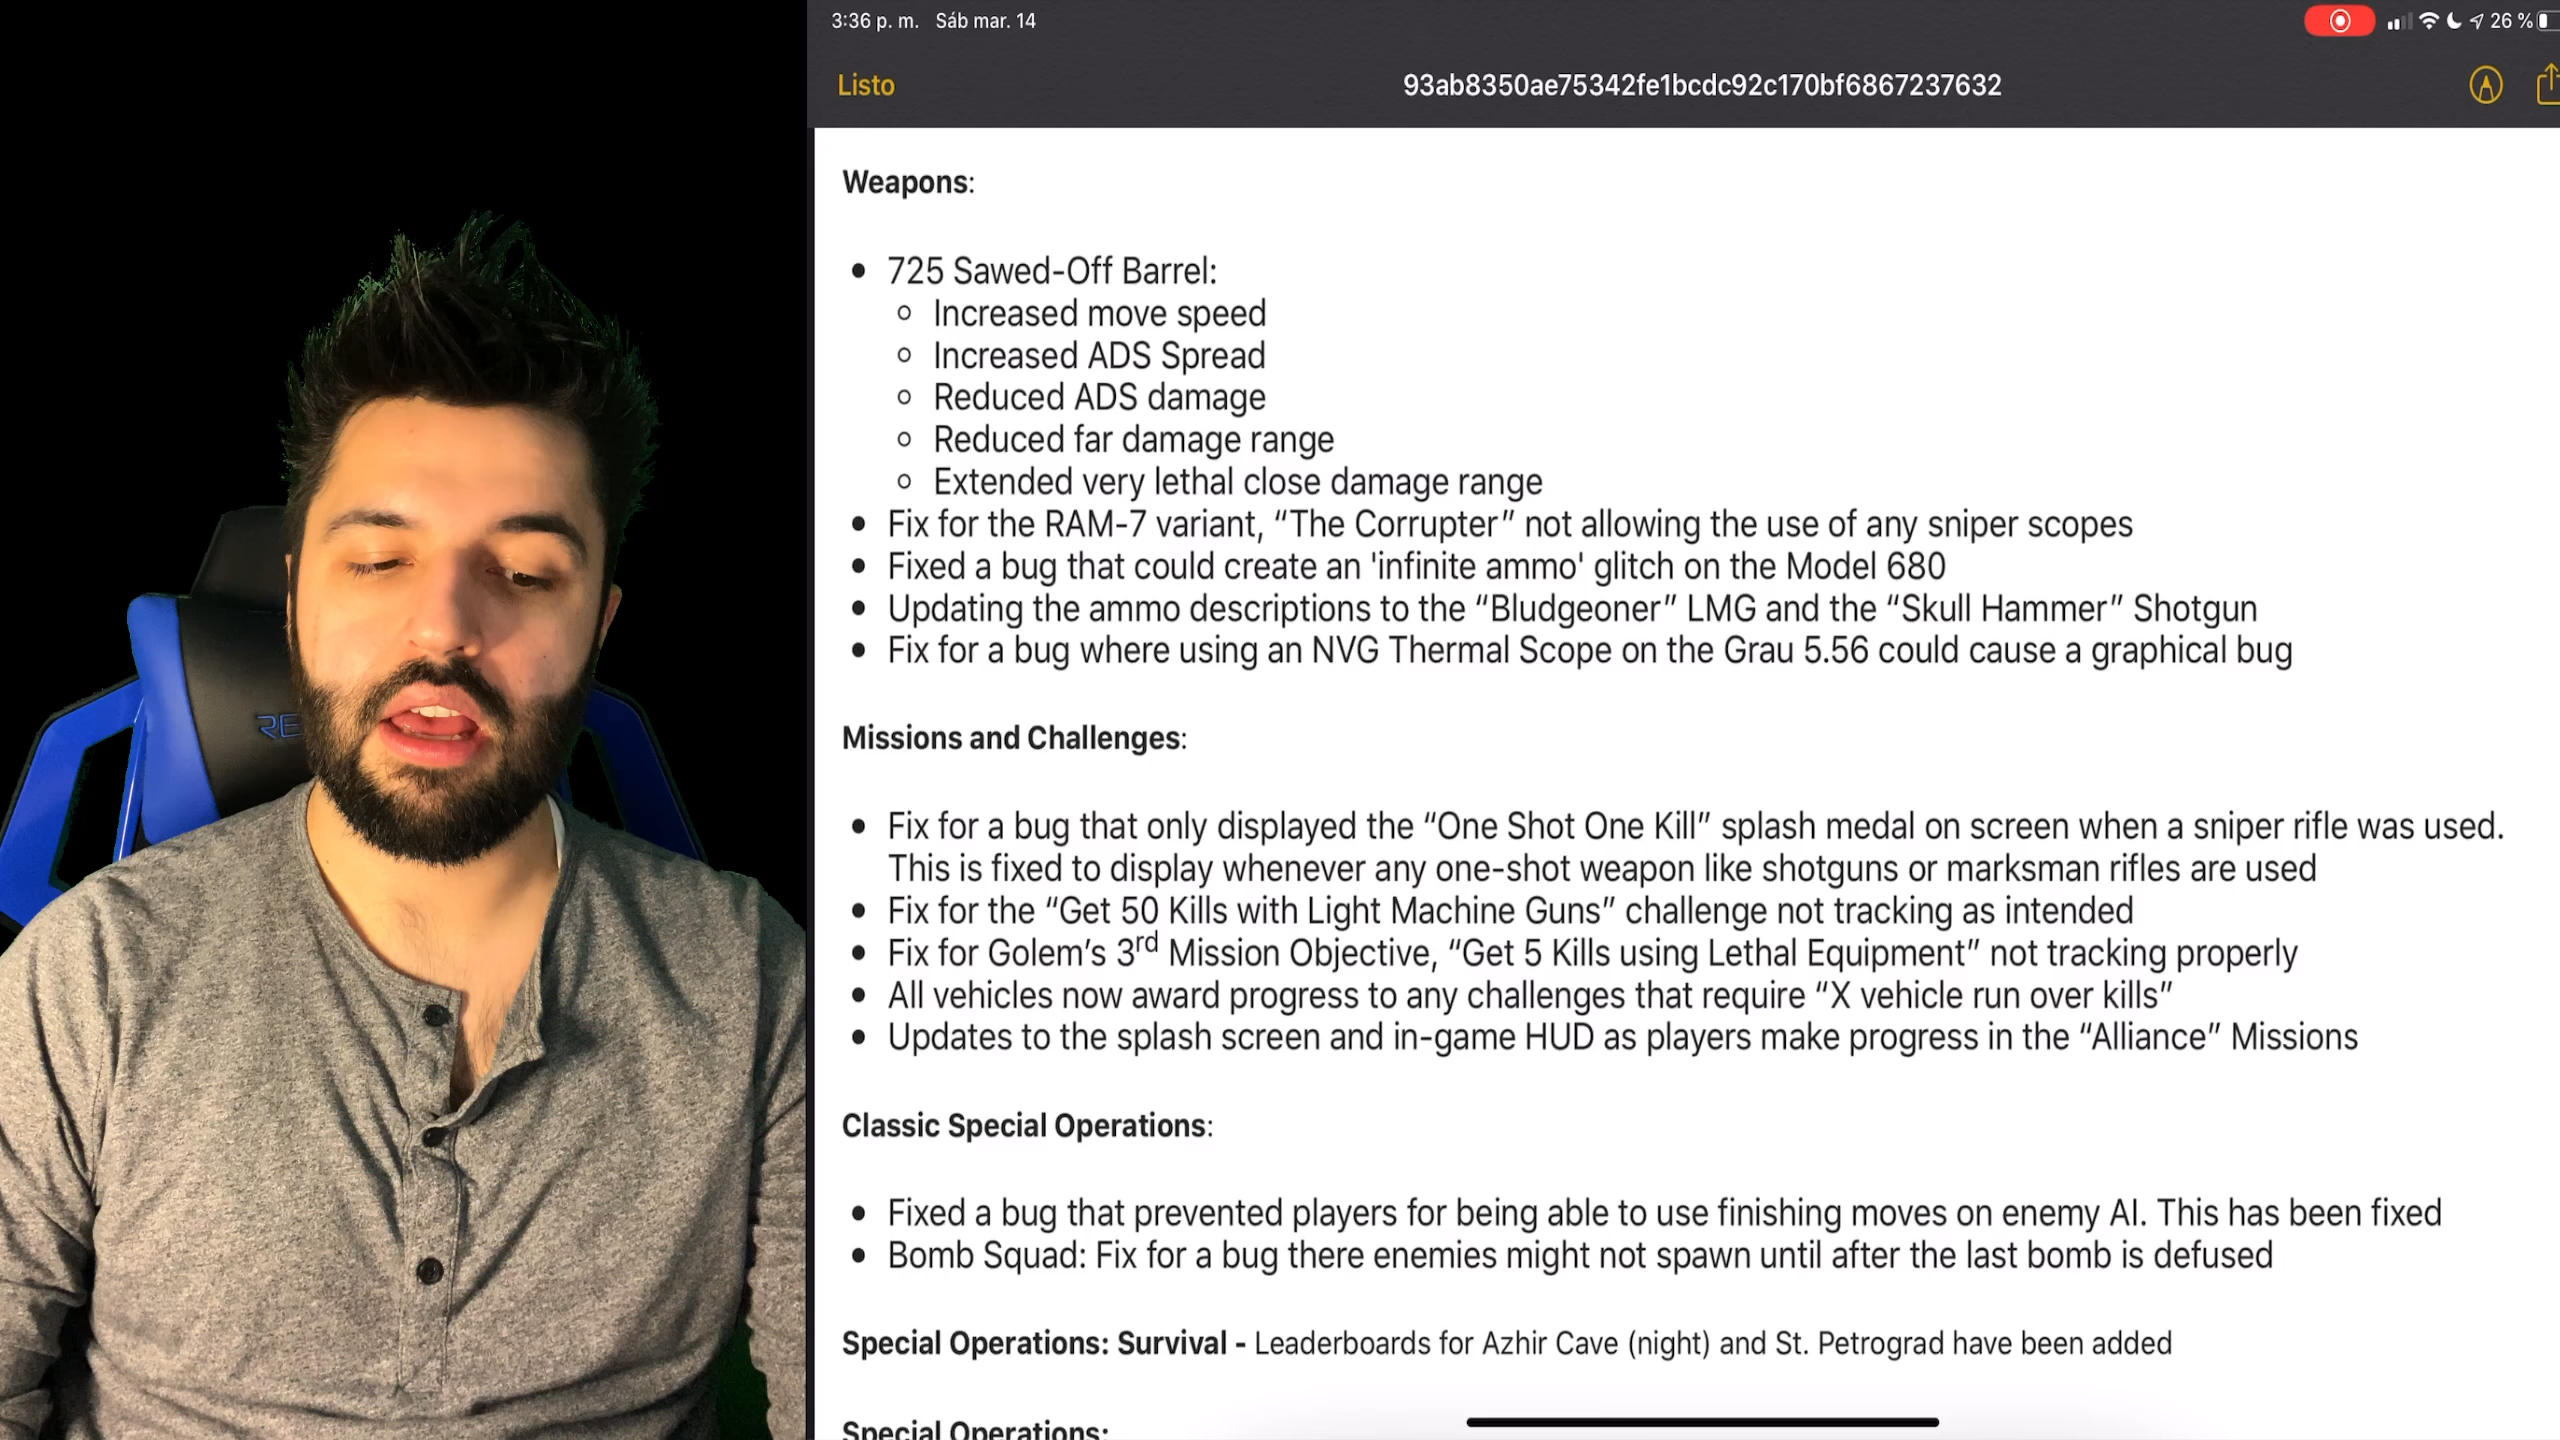 3:36 p. m. Sáb mar. 14
26 %
Listo
93ab8350ae75342fe1bcdc92c170bf6867237632
Weapons:
• 725 Sawed-Off Barrel:
○ Increased move speed
○ Increased ADS Spread
○ Reduced ADS damage
○ Reduced far damage range
○ Extended very lethal close damage range
• Fix for the RAM-7 variant, “The Corrupter” not allowing the use of any sniper scopes
• Fixed a bug that could create an 'infinite ammo' glitch on the Model 680
• Updating the ammo descriptions to the “Bludgeoner” LMG and the “Skull Hammer” Shotgun
• Fix for a bug where using an NVG Thermal Scope on the Grau 5.56 could cause a graphical bug
Missions and Challenges:
• Fix for a bug that only displayed the “One Shot One Kill” splash medal on screen when a sniper rifle was used.
This is fixed to display whenever any one-shot weapon like shotguns or marksman rifles are used
• Fix for the “Get 50 Kills with Light Machine Guns” challenge not tracking as intended
• Fix for Golem’s 3rd Mission Objective, “Get 5 Kills using Lethal Equipment” not tracking properly
• All vehicles now award progress to any challenges that require “X vehicle run over kills”
• Updates to the splash screen and in-game HUD as players make progress in the “Alliance” Missions
Classic Special Operations:
• Fixed a bug that prevented players for being able to use finishing moves on enemy AI. This has been fixed
• Bomb Squad: Fix for a bug there enemies might not spawn until after the last bomb is defused
Special Operations: Survival - Leaderboards for Azhir Cave (night) and St. Petrograd have been added
Special Operations:
RE